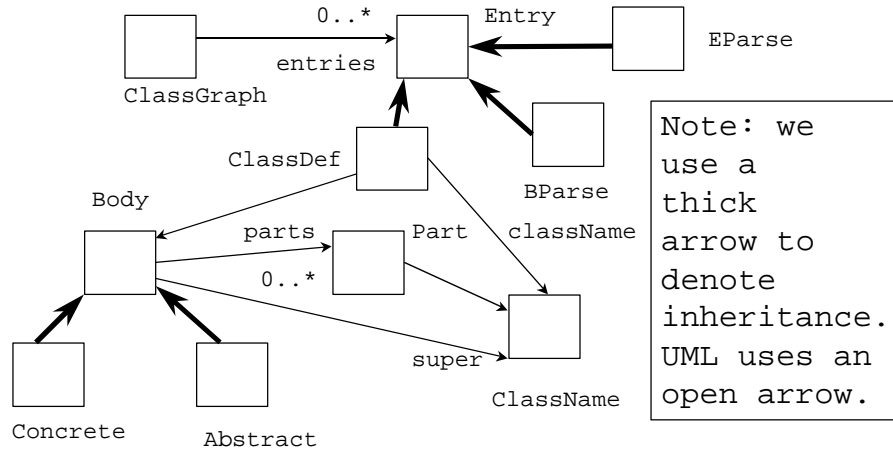 0..*
Entry
EParse
entries
ClassGraph
ClassDef
BParse
Body
parts
Part
className
0..*
super
ClassName
Concrete
Abstract
Note: we
use a
thick
arrow to
denote
inheritance.
UML uses an
open arrow.